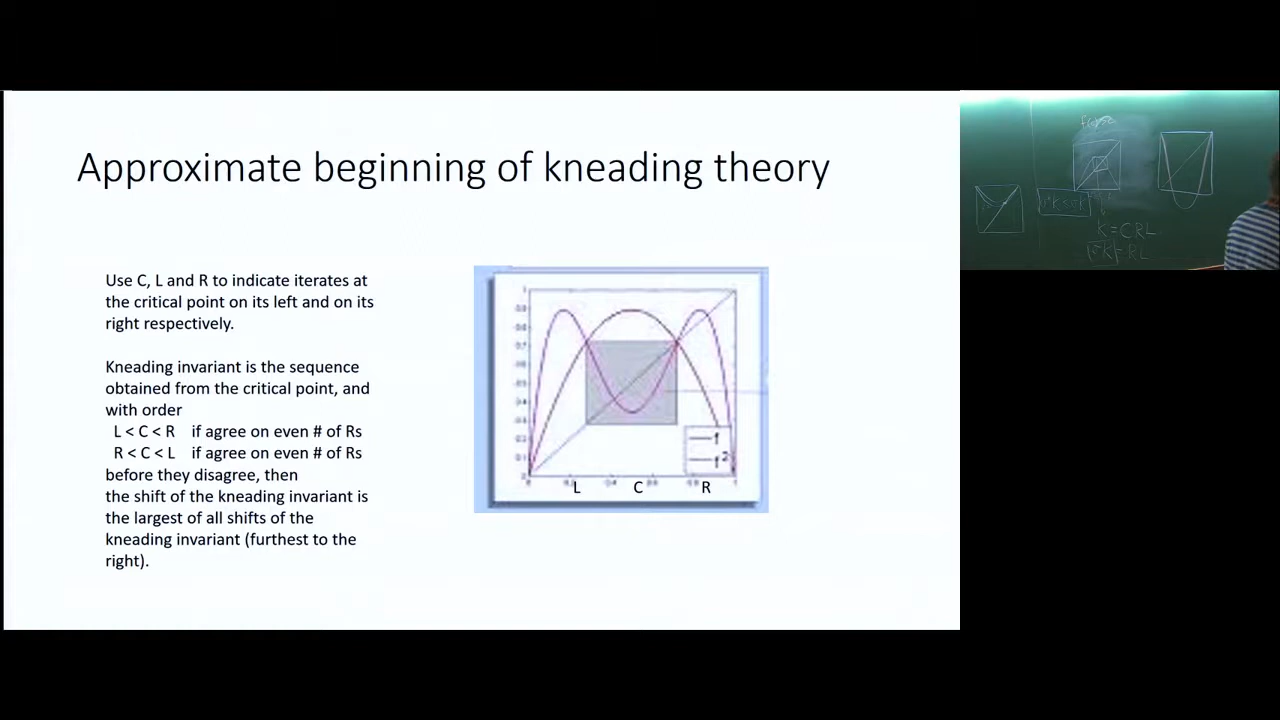 Approximate beginning of kneading theory
Use C, L and R to indicate iterates at
the critical point on its left and on its
right respectively.
Kneading invariant is the sequence
obtained from the critical point, and
with order
L < C < R if agree on even # of Rs
R < C < L if agree on even # of Rs
before they disagree, then
the shift of the kneading invariant is
the largest of all shifts of the
kneading invariant (furthest to the
right).
f
f²
L C R
K = CRL